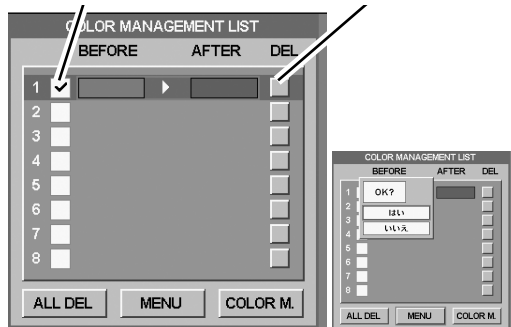 COLOR MANAGEMENT LIST
BEFORE AFTER DEL
1
2
3
4
5
6
7
8
ALL DEL MENU COLOR M.
COLOR MANAGEMENT LIST
BEFORE AFTER DEL
1 OK?
2 はい
3
4 いいえ
5
6
7
8
ALL DEL MENU COLOR M.